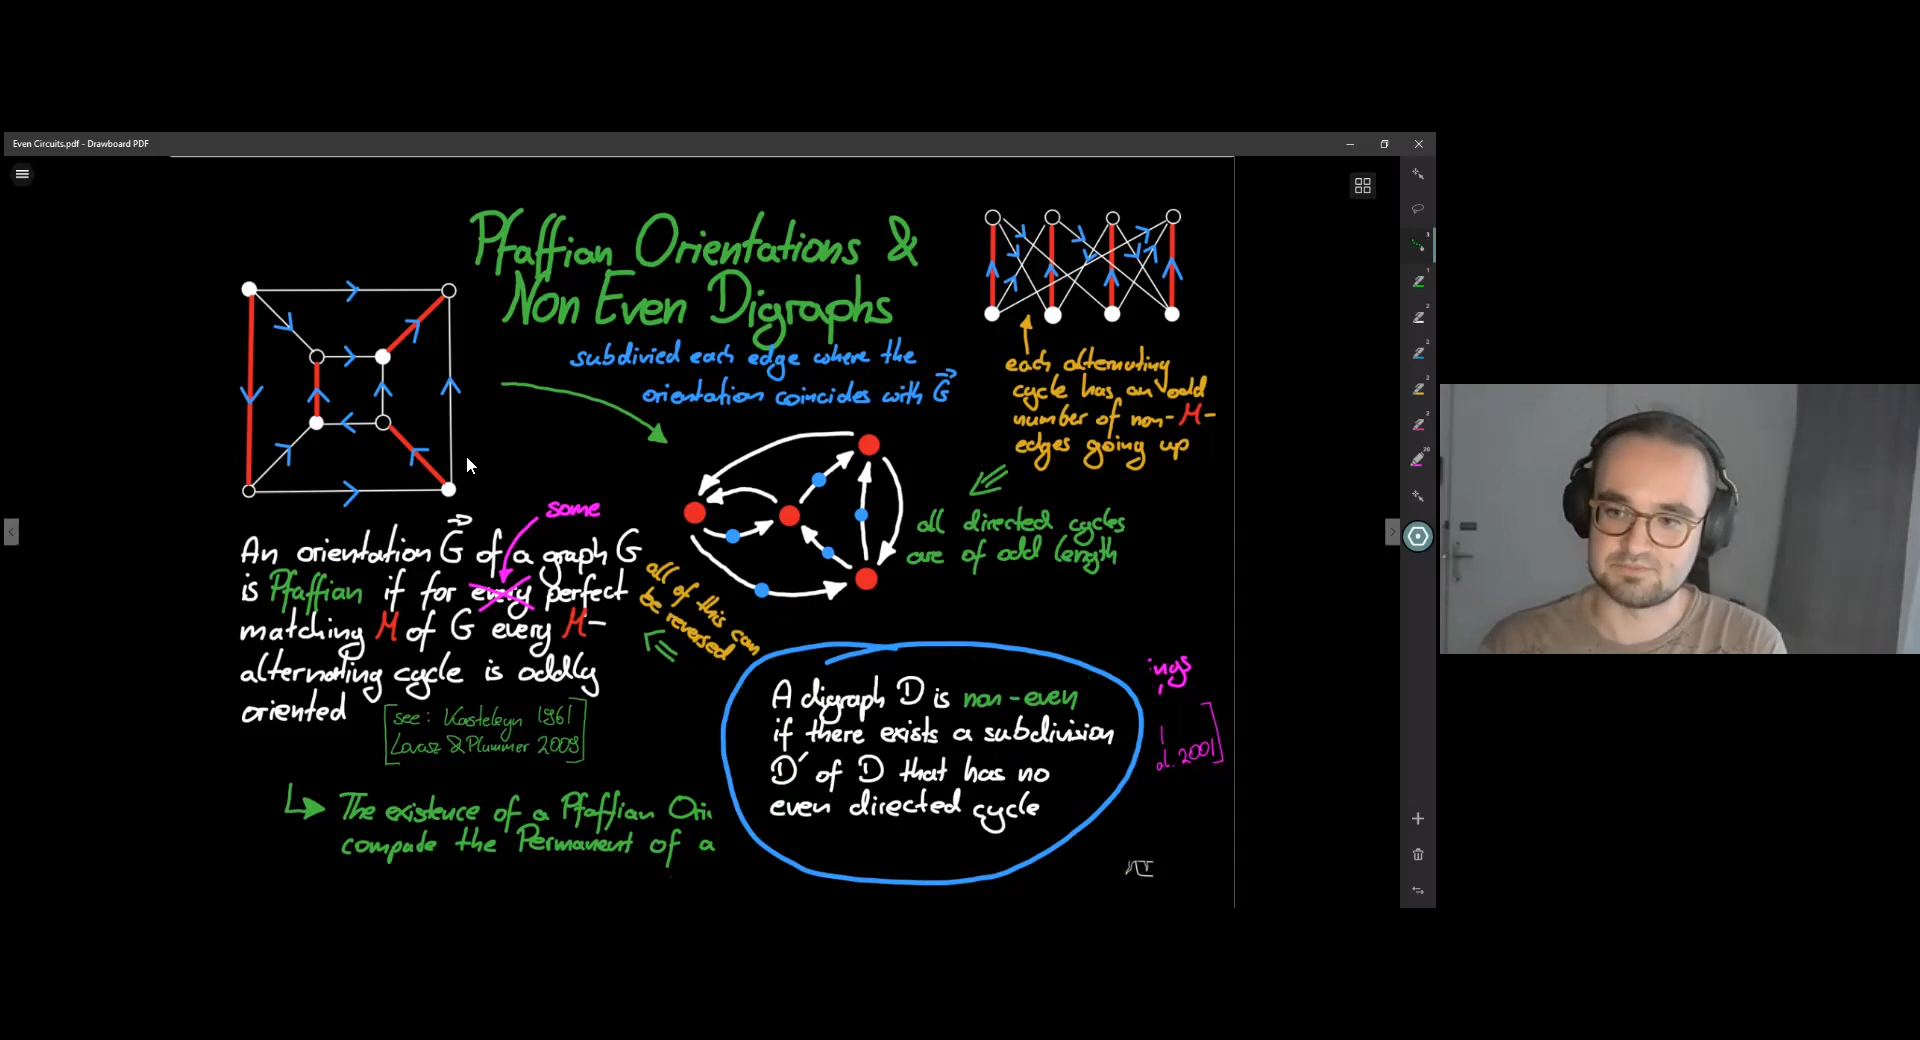 Even Circuits.pdf - Drawboard PDF
Pfaffian Orientations &
Non Even Digraphs
subdivied each edge where the
orientation coincides with G
each alternating
cycle has an odd
number of non-M-
edges going up
all directed cycles
are of odd length
some
An orientation G of a graph G
is Pfaffian if for every perfect
matching M of G every M-
alternating cycle is oddly
oriented
[see: Kasteleyn 1961
Lovasz & Plummer 2009]
all of this can
be reversed
The existence of a Pfaffian Ori
compute the Permanent of a
A digraph D is non-even
if there exists a subdivision
D' of D that has no
even directed cycle
ings
al. 2001]